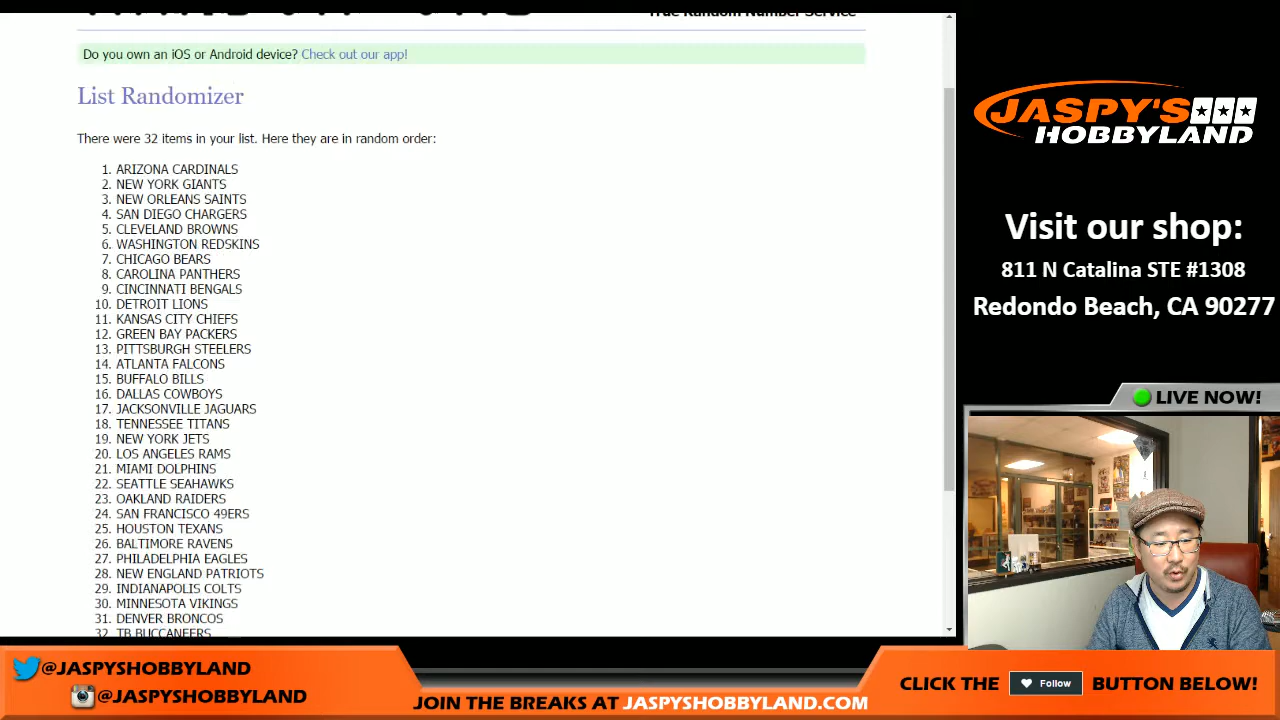 True Random Number Service
Do you own an iOS or Android device? Check out our app!
List Randomizer
There were 32 items in your list. Here they are in random order:
1. ARIZONA CARDINALS
2. NEW YORK GIANTS
3. NEW ORLEANS SAINTS
4. SAN DIEGO CHARGERS
5. CLEVELAND BROWNS
6. WASHINGTON REDSKINS
7. CHICAGO BEARS
8. CAROLINA PANTHERS
9. CINCINNATI BENGALS
10. DETROIT LIONS
11. KANSAS CITY CHIEFS
12. GREEN BAY PACKERS
13. PITTSBURGH STEELERS
14. ATLANTA FALCONS
15. BUFFALO BILLS
16. DALLAS COWBOYS
17. JACKSONVILLE JAGUARS
18. TENNESSEE TITANS
19. NEW YORK JETS
20. LOS ANGELES RAMS
21. MIAMI DOLPHINS
22. SEATTLE SEAHAWKS
23. OAKLAND RAIDERS
24. SAN FRANCISCO 49ERS
25. HOUSTON TEXANS
26. BALTIMORE RAVENS
27. PHILADELPHIA EAGLES
28. NEW ENGLAND PATRIOTS
29. INDIANAPOLIS COLTS
30. MINNESOTA VIKINGS
31. DENVER BRONCOS
32. TB BUCCANEERS
JASPY'S
HOBBYLAND
Visit our shop:
811 N Catalina STE #1308
Redondo Beach, CA 90277
LIVE NOW!
@JASPYSHOBBYLAND
@JASPYSHOBBYLAND
JOIN THE BREAKS AT JASPYSHOBBYLAND.COM
CLICK THE Follow BUTTON BELOW!